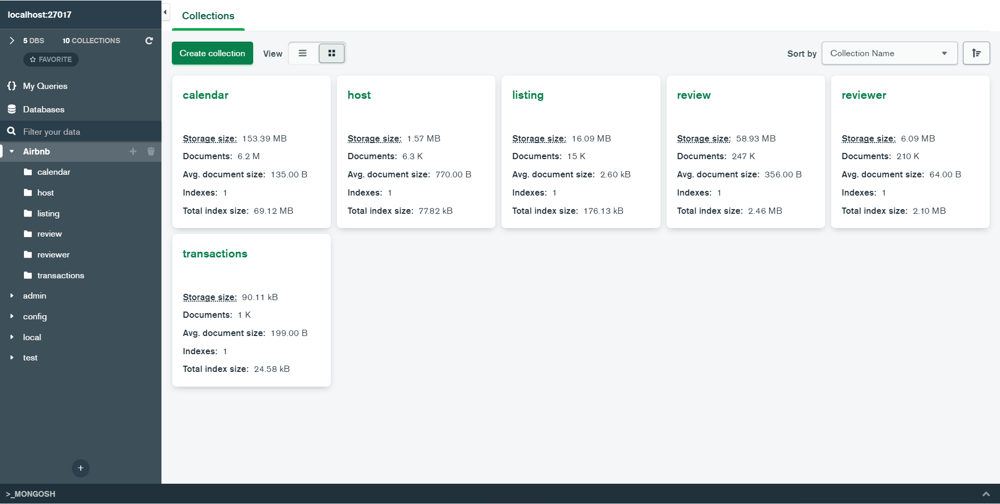 localhost:27017
5 DBS 10 COLLECTIONS
FAVORITE
{} My Queries
Databases
Filter your data
Airbnb
calendar
host
listing
review
reviewer
transactions
admin
config
local
test
+
Collections
Create collection View Sort by Collection Name
calendar
Storage size: 153.39 MB
Documents: 6.2 M
Avg. document size: 135.00 B
Indexes: 1
Total index size: 69.12 MB
host
Storage size: 1.57 MB
Documents: 6.3 K
Avg. document size: 770.00 B
Indexes: 1
Total index size: 77.82 kB
listing
Storage size: 16.09 MB
Documents: 15 K
Avg. document size: 2.60 kB
Indexes: 1
Total index size: 176.13 kB
review
Storage size: 58.93 MB
Documents: 247 K
Avg. document size: 356.00 B
Indexes: 1
Total index size: 2.46 MB
reviewer
Storage size: 6.09 MB
Documents: 210 K
Avg. document size: 64.00 B
Indexes: 1
Total index size: 2.10 MB
transactions
Storage size: 90.11 kB
Documents: 1 K
Avg. document size: 199.00 B
Indexes: 1
Total index size: 24.58 kB
>_MONGOSH